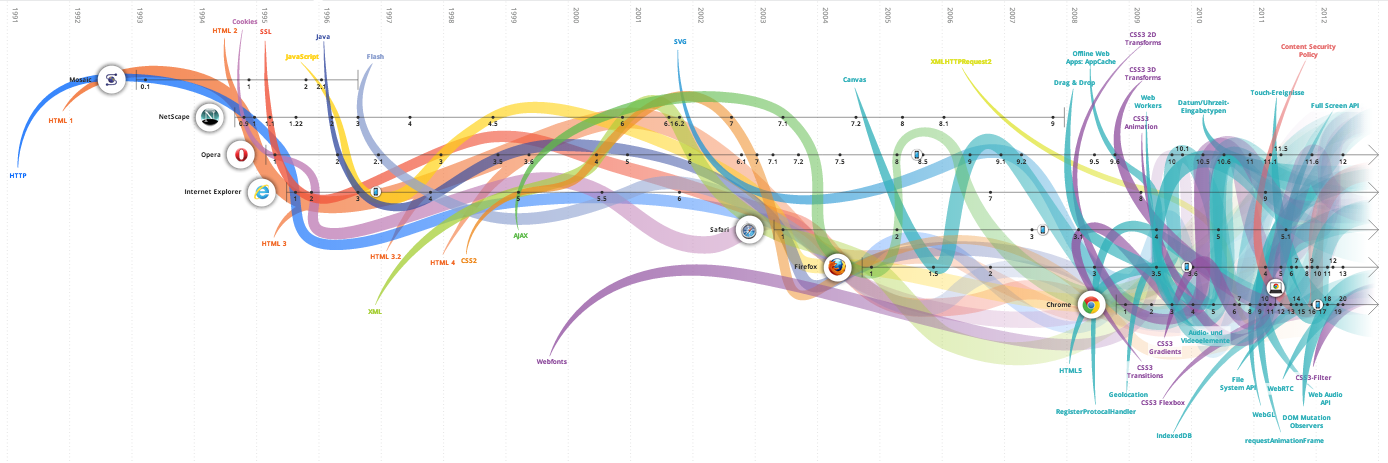 1991
1992
1993
1994
1995
1996
1997
1998
1999
2000
2001
2002
2003
2004
2005
2006
2007
2008
2009
2010
2011
2012
Cookies
HTML 2
SSL
Java
JavaScript
Flash
SVG
Canvas
XMLHTTPRequest2
Offline Web
Apps: AppCache
Drag & Drop
CSS3 2D
Transforms
CSS3 3D
Transforms
Web
Workers
CSS3
Animation
Datum/Uhrzeit-
Eingabetypen
Touch-Ereignisse
Content Security
Policy
Full Screen API
Mosaic
0.1 1 2 2.1
HTML 1
HTTP
NetScape
0.9 1 1.1 1.22 2 3 4 4.5 6 6.1 6.2 7 7.1 7.2 8 8.1 9
Opera
1 2 2.1 3 3.5 3.6 4 5 6 6.1 7 7.1 7.2 7.5 8 8.5 9 9.1 9.2 9.5 9.6 10 10.1 10.5 10.6 11 11.1 11.5 11.6 12
Internet Explorer
1 2 3 4 5 5.5 6 7 8 9
Safari
1 2 3 3.1 4 5 5.1
Firefox
1 1.5 2 3 3.5 3.6 4 5 6 7 8 9 10 11 12 13
Chrome
1 2 3 4 5 6 7 8 9 10 11 12 13 14 15 16 17 18 19 20
HTML 3
HTML 3.2
HTML 4
CSS2
AJAX
XML
Webfonts
HTML5
RegisterProtocalHandler
Geolocation
CSS3
Transitions
CSS3
Gradients
CSS3 Flexbox
Audio- und
Videoelemente
IndexedDB
File
System API
WebGL
requestAnimationFrame
WebRTC
CSS3-Filter
Web Audio
API
DOM Mutation
Observers